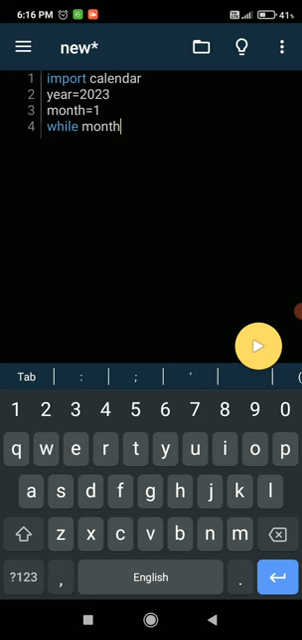 6:16 PM 41%
new*
1 import calendar
2 year=2023
3 month=1
4 while month
Tab : ; ' (
1 2 3 4 5 6 7 8 9 0
q w e r t y u i o p
a s d f g h j k l
z x c v b n m
?123 , English .